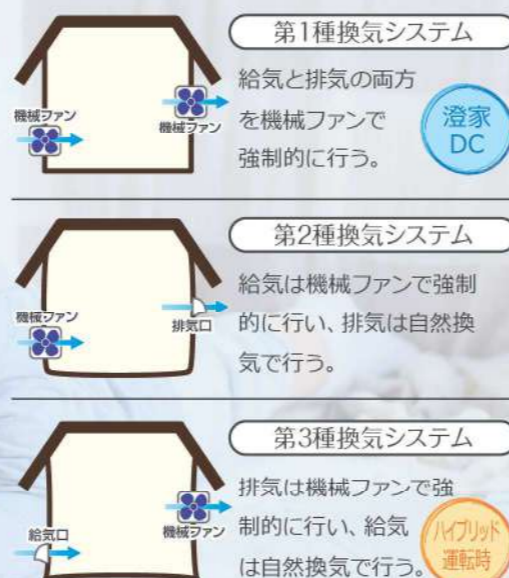 第1種換気システム
機械ファン
機械ファン
給気と排気の両方
を機械ファンで
強制的に行う。
澄家
DC
第2種換気システム
機械ファン
排気口
給気は機械ファンで強制
的に行い、排気は自然換
気で行う。
第3種換気システム
給気口
機械ファン
排気は機械ファンで強
制的に行い、給気
は自然換気で行う。
ハイブリッド
運転時